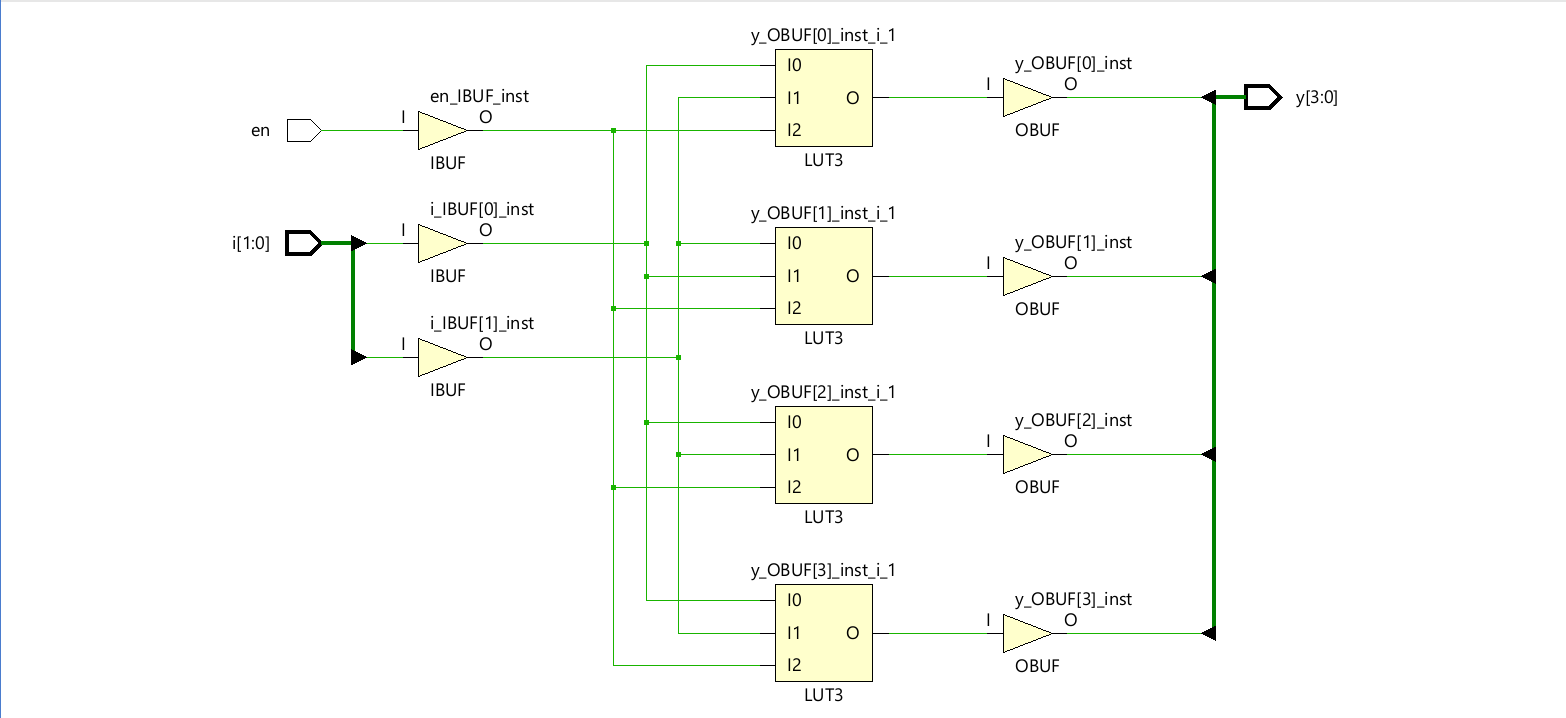 y_OBUF[0]_inst_i_1
y_OBUF[0]_inst
en_IBUF_inst
I0
I O
I O
I1 O
y[3:0]
en
I2
OBUF
IBUF
LUT3
i_IBUF[0]_inst
y_OBUF[1]_inst_i_1
I O
y_OBUF[1]_inst
i[1:0]
I0
I O
IBUF
I1 O
I2
OBUF
i_IBUF[1]_inst
LUT3
I O
IBUF
y_OBUF[2]_inst_i_1
y_OBUF[2]_inst
I0
I O
I1 O
I2
OBUF
LUT3
y_OBUF[3]_inst_i_1
y_OBUF[3]_inst
I0
I O
I1 O
I2
OBUF
LUT3